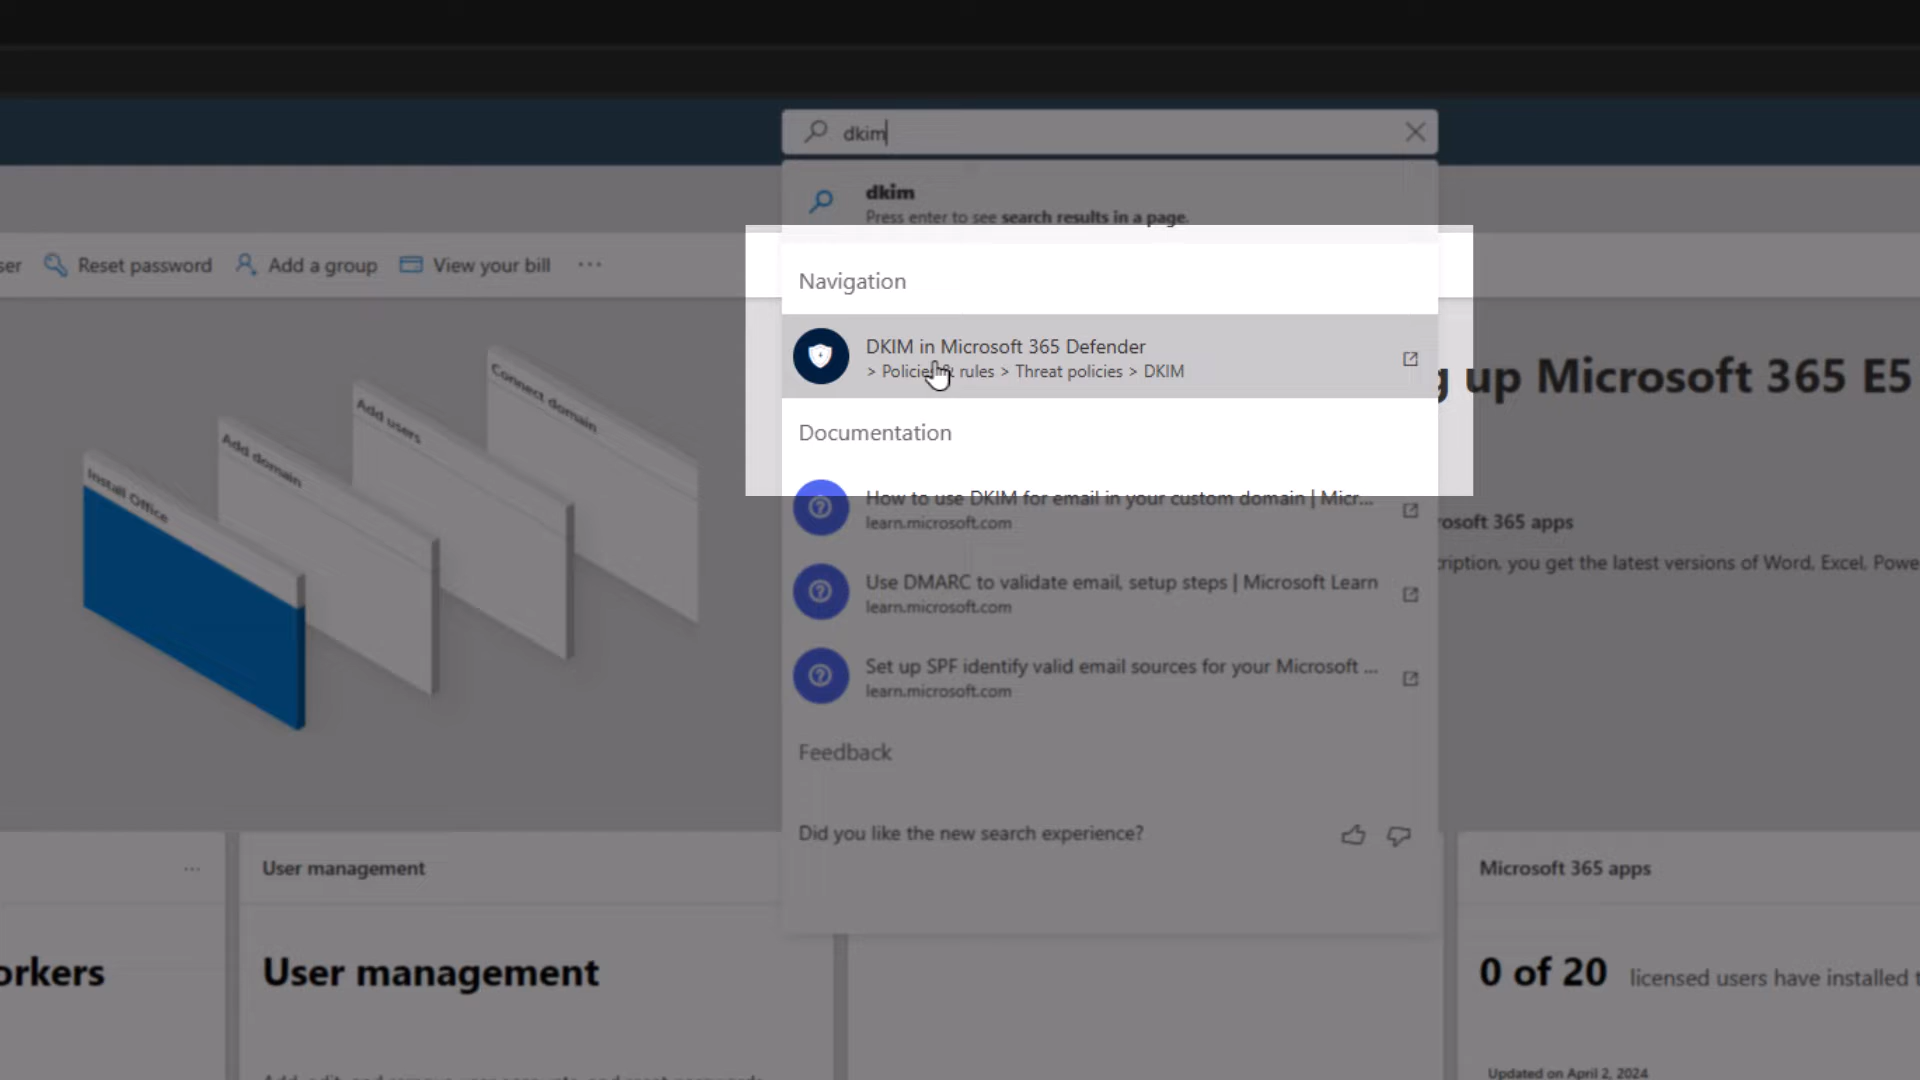 dkim
dkim
Press enter to see search results in a page.
ser
Reset password
Add a group
View your bill
Navigation
DKIM in Microsoft 365 Defender
> Policies & rules > Threat policies > DKIM
g up Microsoft 365 E5
Documentation
How to use DKIM for email in your custom domain | Micr...
learn.microsoft.com
Use DMARC to validate email, setup steps | Microsoft Learn
learn.microsoft.com
Set up SPF identify valid email sources for your Microsoft ...
learn.microsoft.com
Feedback
Did you like the new search experience?
Connect domain
Add users
Add domain
Install Office
rosoft 365 apps
cription, you get the latest versions of Word, Excel, Powe
User management
User management
orkers
Microsoft 365 apps
0 of 20 licensed users have installed t
Updated on April 2, 2024